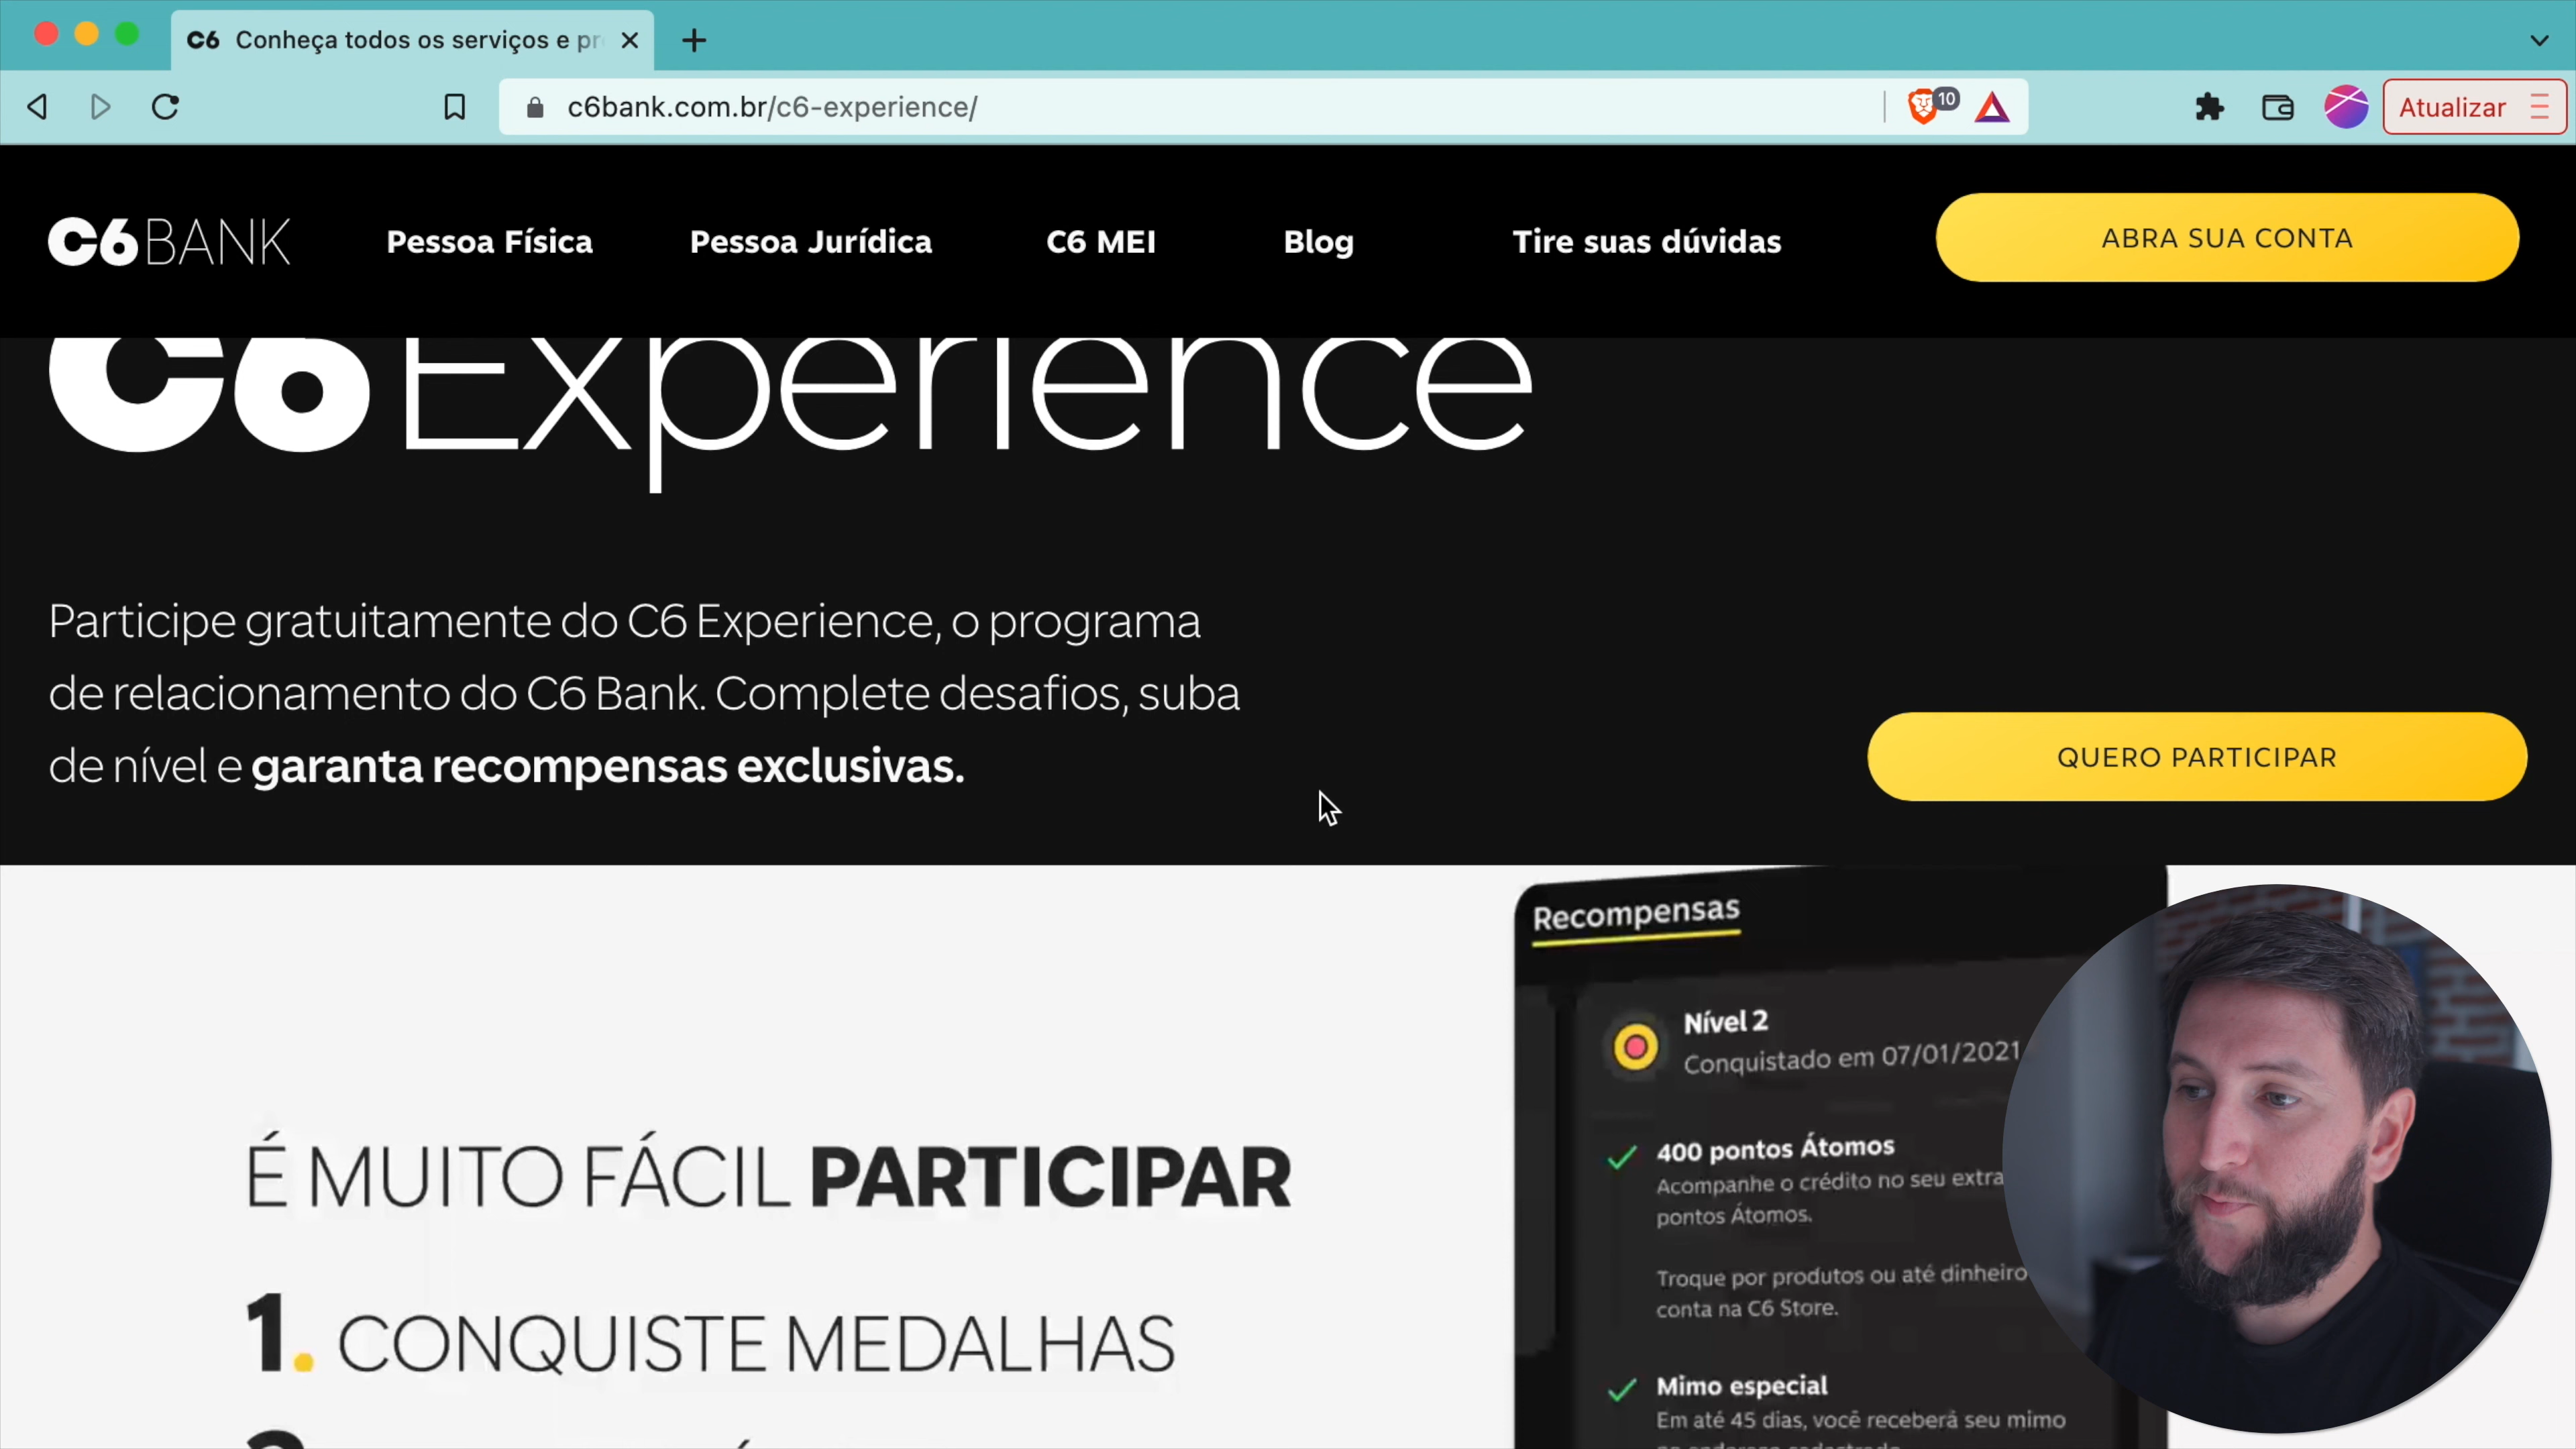 C6 Conheça todos os serviços e pr
c6bank.com.br/c6-experience/
10
Atualizar
C6BANK
Pessoa Física
Pessoa Jurídica
C6 MEI
Blog
Tire suas dúvidas
ABRA SUA CONTA
C6 Experience
Participe gratuitamente do C6 Experience, o programa
de relacionamento do C6 Bank. Complete desafios, suba
de nível e garanta recompensas exclusivas.
QUERO PARTICIPAR
É MUITO FÁCIL PARTICIPAR
1. CONQUISTE MEDALHAS
Recompensas
Nível 2
Conquistado em 07/01/2021
400 pontos Átomos
Acompanhe o crédito no seu extra
pontos Átomos.
Troque por produtos ou até dinheiro
conta na C6 Store.
Mimo especial
Em até 45 dias, você receberá seu mimo